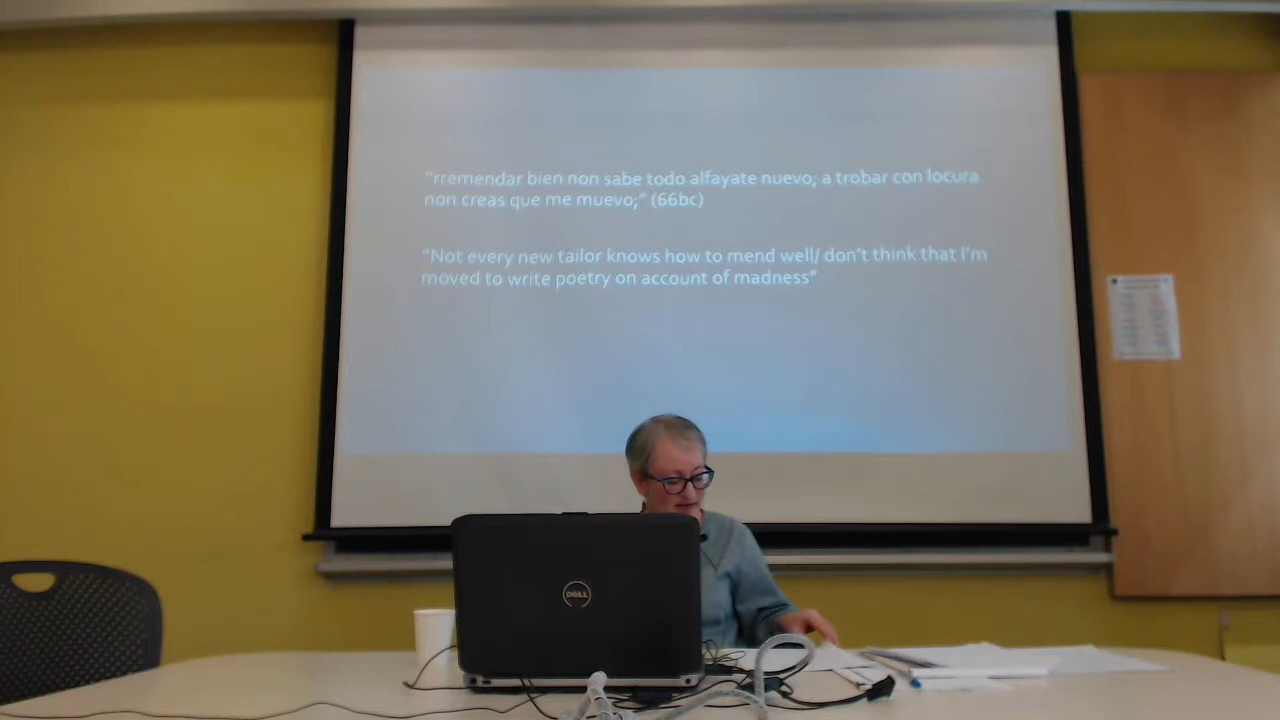 “rremendar bien non sabe todo alfayate nuevo; a trobar con locura
non creas que me muevo;” (66bc)
“Not every new tailor knows how to mend well/ don’t think that I’m
moved to write poetry on account of madness”
DELL